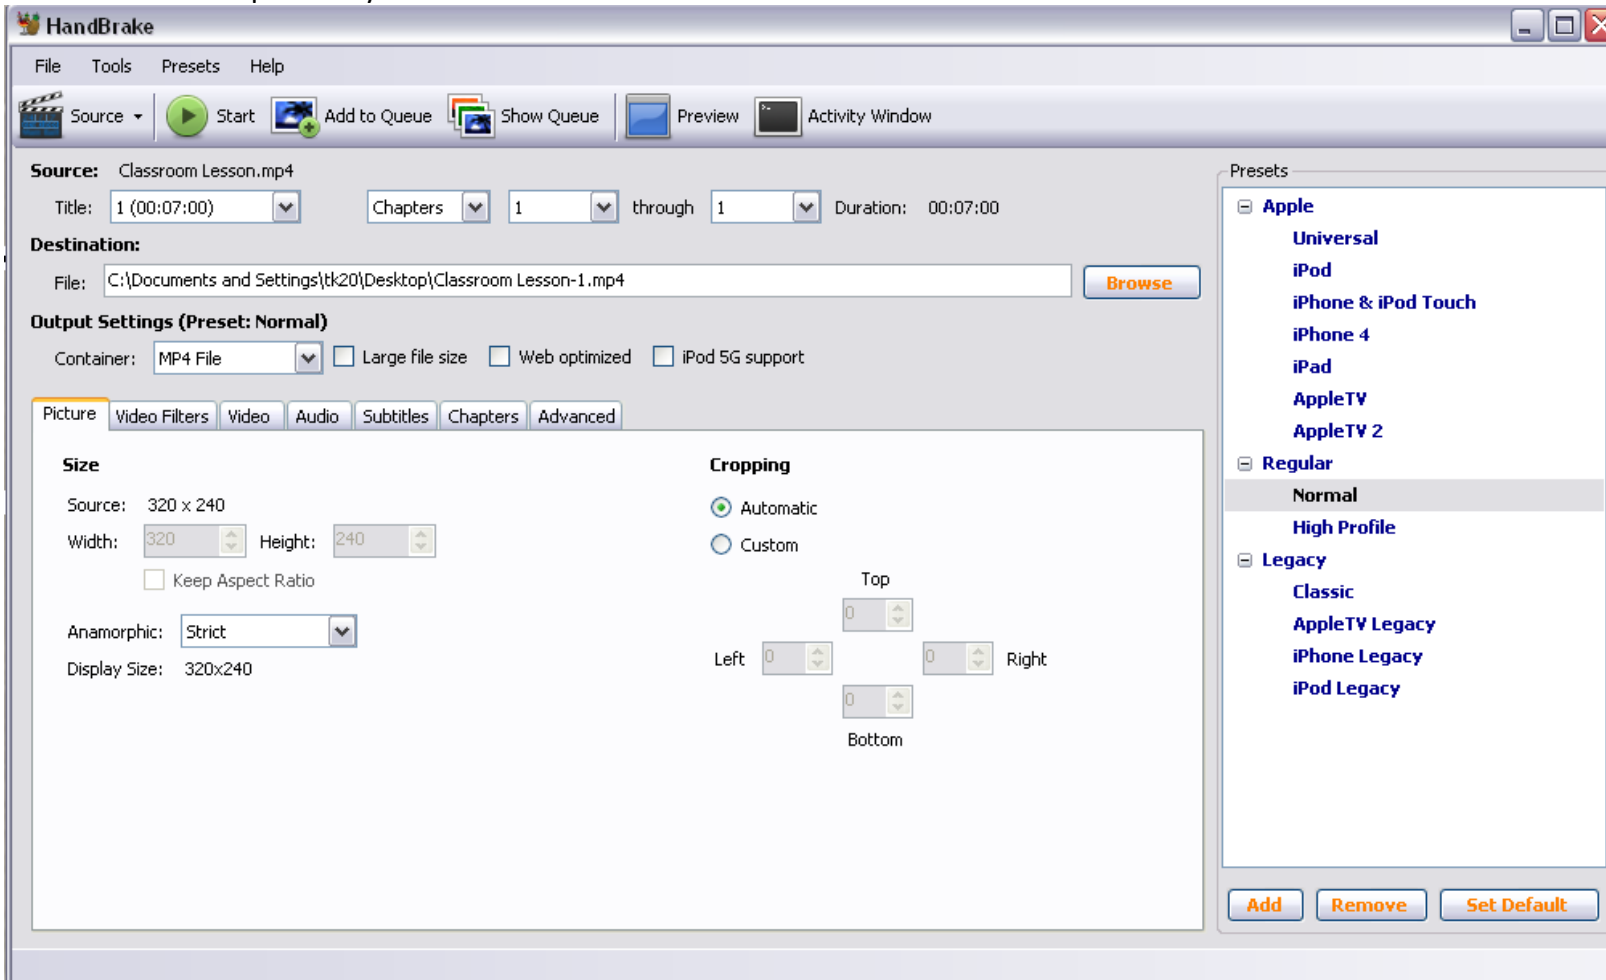 HandBrake
File Tools Presets Help
Source Start Add to Queue Show Queue Preview Activity Window
Source: Classroom Lesson.mp4
Title: 1 (00:07:00) Chapters 1 through 1 Duration: 00:07:00
Destination:
File: C:\Documents and Settings\tk20\Desktop\Classroom Lesson-1.mp4 Browse
Output Settings (Preset: Normal)
Container: MP4 File Large file size Web optimized iPod 5G support
Picture Video Filters Video Audio Subtitles Chapters Advanced
Size
Source: 320 x 240
Width: 320 Height: 240
Keep Aspect Ratio
Anamorphic: Strict
Display Size: 320x240
Cropping
Automatic
Custom
Top
0
Left 0 0 Right
0
Bottom
Presets
Apple
Universal
iPod
iPhone & iPod Touch
iPhone 4
iPad
AppleTV
AppleTV 2
Regular
Normal
High Profile
Legacy
Classic
AppleTV Legacy
iPhone Legacy
iPod Legacy
Add Remove Set Default